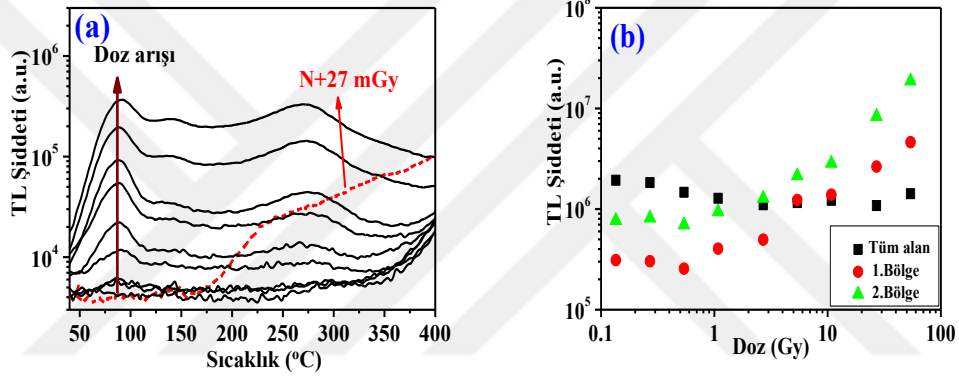 (a)
Doz arışı
N+27 mGy
TL Şiddeti (a.u.)
10⁶
10⁵
10⁴
50 100 150 200 250 300 350 400
Sıcaklık (ºC)
(b)
TL Şiddeti (a.u.)
10⁸
10⁷
10⁶
10⁵
Tüm alan
1.Bölge
2.Bölge
0.1 1 10 100
Doz (Gy)